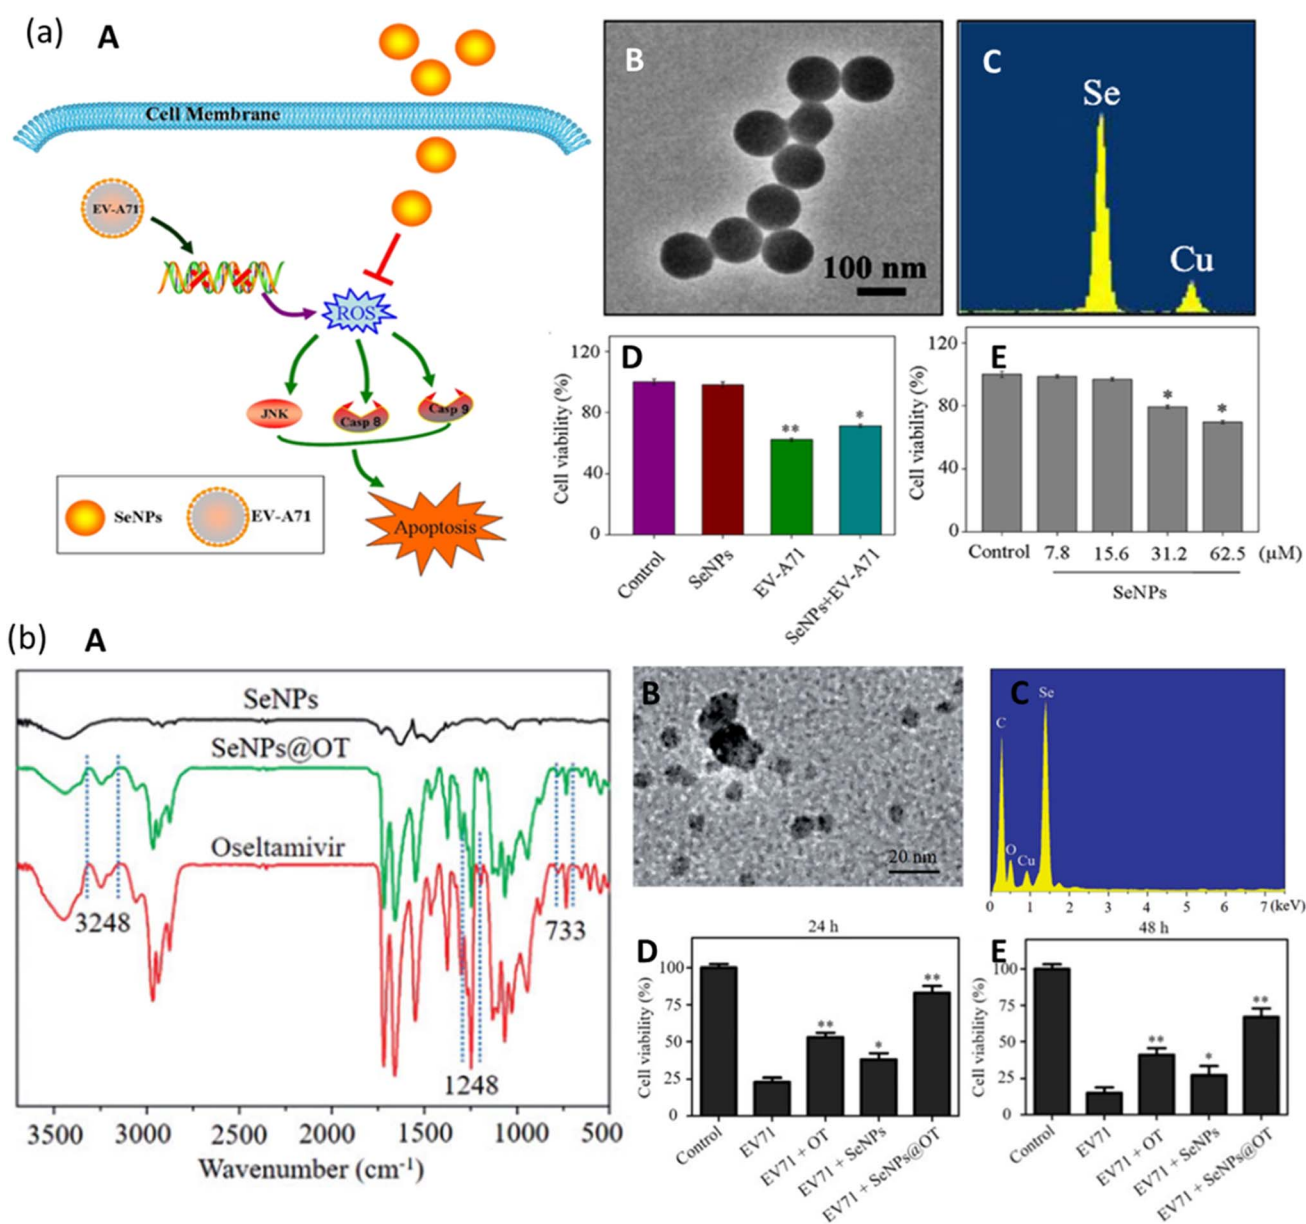 (a) A
Cell Membrane
EV-A71
ROS
JNK
Casp 8
Casp 9
Apoptosis
SeNPs
EV-A71
B
100 nm
C
Se
Cu
D
Cell viability (%)
120
80
40
0
Control
SeNPs
EV-A71
SeNPs+EV-A71
E
Cell viability (%)
120
80
40
0
Control 7.8 15.6 31.2 62.5 (µM)
SeNPs
**
*
*
*
(b) A
SeNPs
SeNPs@OT
Oseltamivir
3248
733
1248
3500 3000 2500 2000 1500 1000 500
Wavenumber (cm-1)
B
20 nm
C
C
O
Cu
Se
0 1 2 3 4 5 6 7 (keV)
24 h
D
Cell viability (%)
100
75
50
25
0
**
*
**
Control
EV71
EV71 + OT
EV71 + SeNPs
EV71 + SeNPs@OT
48 h
E
Cell viability (%)
100
75
50
25
0
**
*
**
Control
EV71
EV71 + OT
EV71 + SeNPs
EV71 + SeNPs@OT